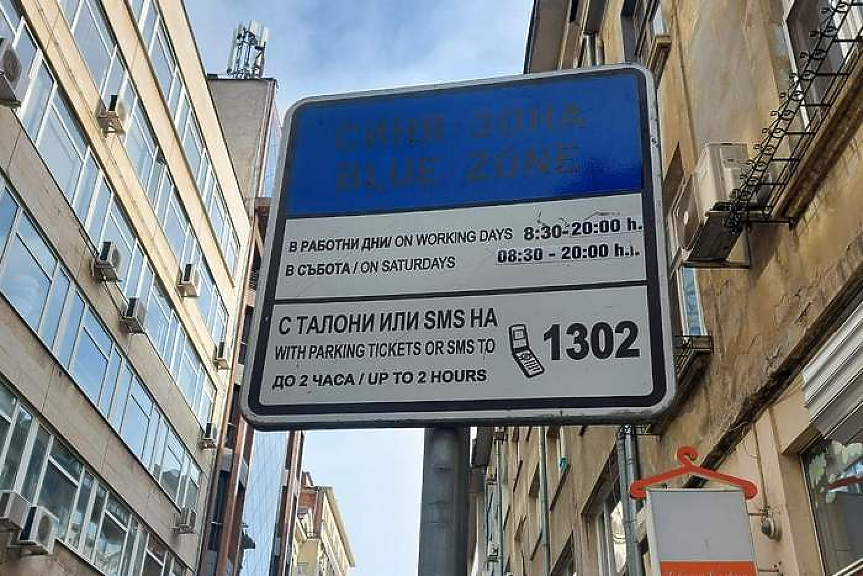 СИНЯ ЗОНА
BLUE ZONE
В РАБОТНИ ДНИ/ ON WORKING DAYS 8:30-20:00 h.
В СЪБОТА / ON SATURDAYS 08:30 - 20:00 h.).
С ТАЛОНИ ИЛИ SMS НА
WITH PARKING TICKETS OR SMS TO
1302
ДО 2 ЧАСА / UP TO 2 HOURS